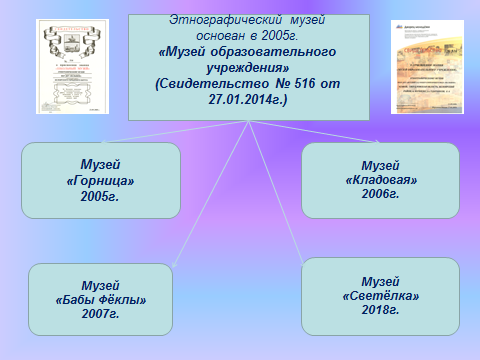 Этнографический музей
основан в 2005г.
«Музей образовательного
учреждения»
(Свидетельство № 516 от
27.01.2014г.)
Музей
«Горница»
2005г.
Музей
«Кладовая»
2006г.
Музей
«Бабы Фёклы»
2007г.
Музей
«Светёлка»
2018г.